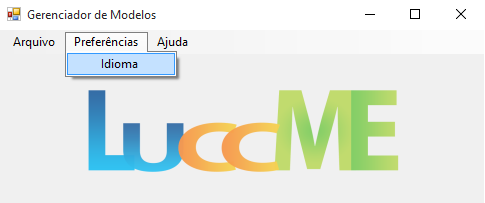 Gerenciador de Modelos
Arquivo Preferências Ajuda
Idioma
LuccME